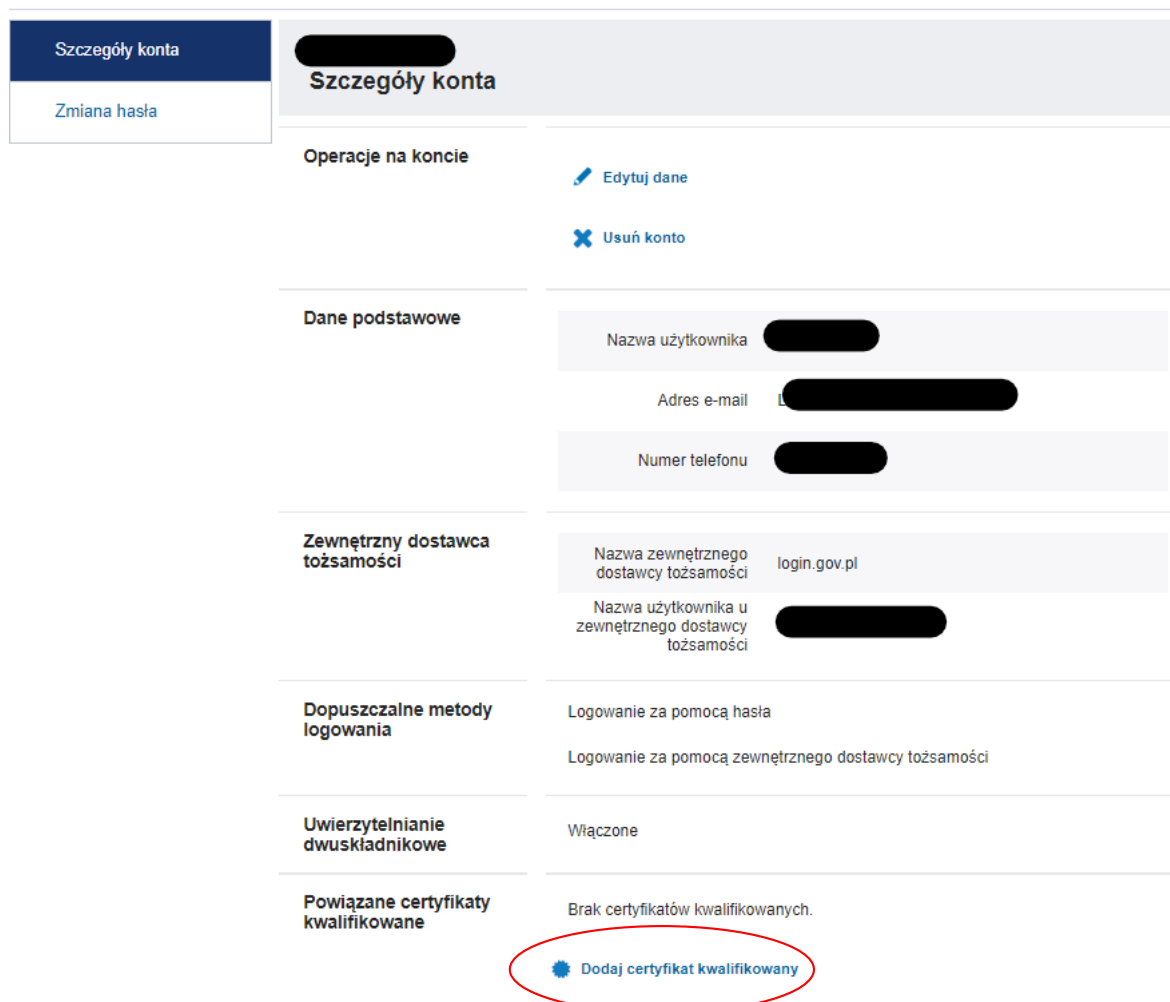 Szczegóły konta
Zmiana hasła
Szczegóły konta
Operacje na koncie
Edytuj dane
Usuń konto
Dane podstawowe
Nazwa użytkownika
Adres e-mail
Numer telefonu
Zewnętrzny dostawca
tożsamości
Nazwa zewnętrznego
dostawcy tożsamości
login.gov.pl
Nazwa użytkownika u
zewnętrznego dostawcy
tożsamości
Dopuszczalne metody
logowania
Logowanie za pomocą hasła
Logowanie za pomocą zewnętrznego dostawcy tożsamości
Uwierzytelnianie
dwuskładnikowe
Włączone
Powiązane certyfikaty
kwalifikowane
Brak certyfikatów kwalifikowanych.
Dodaj certyfikat kwalifikowany